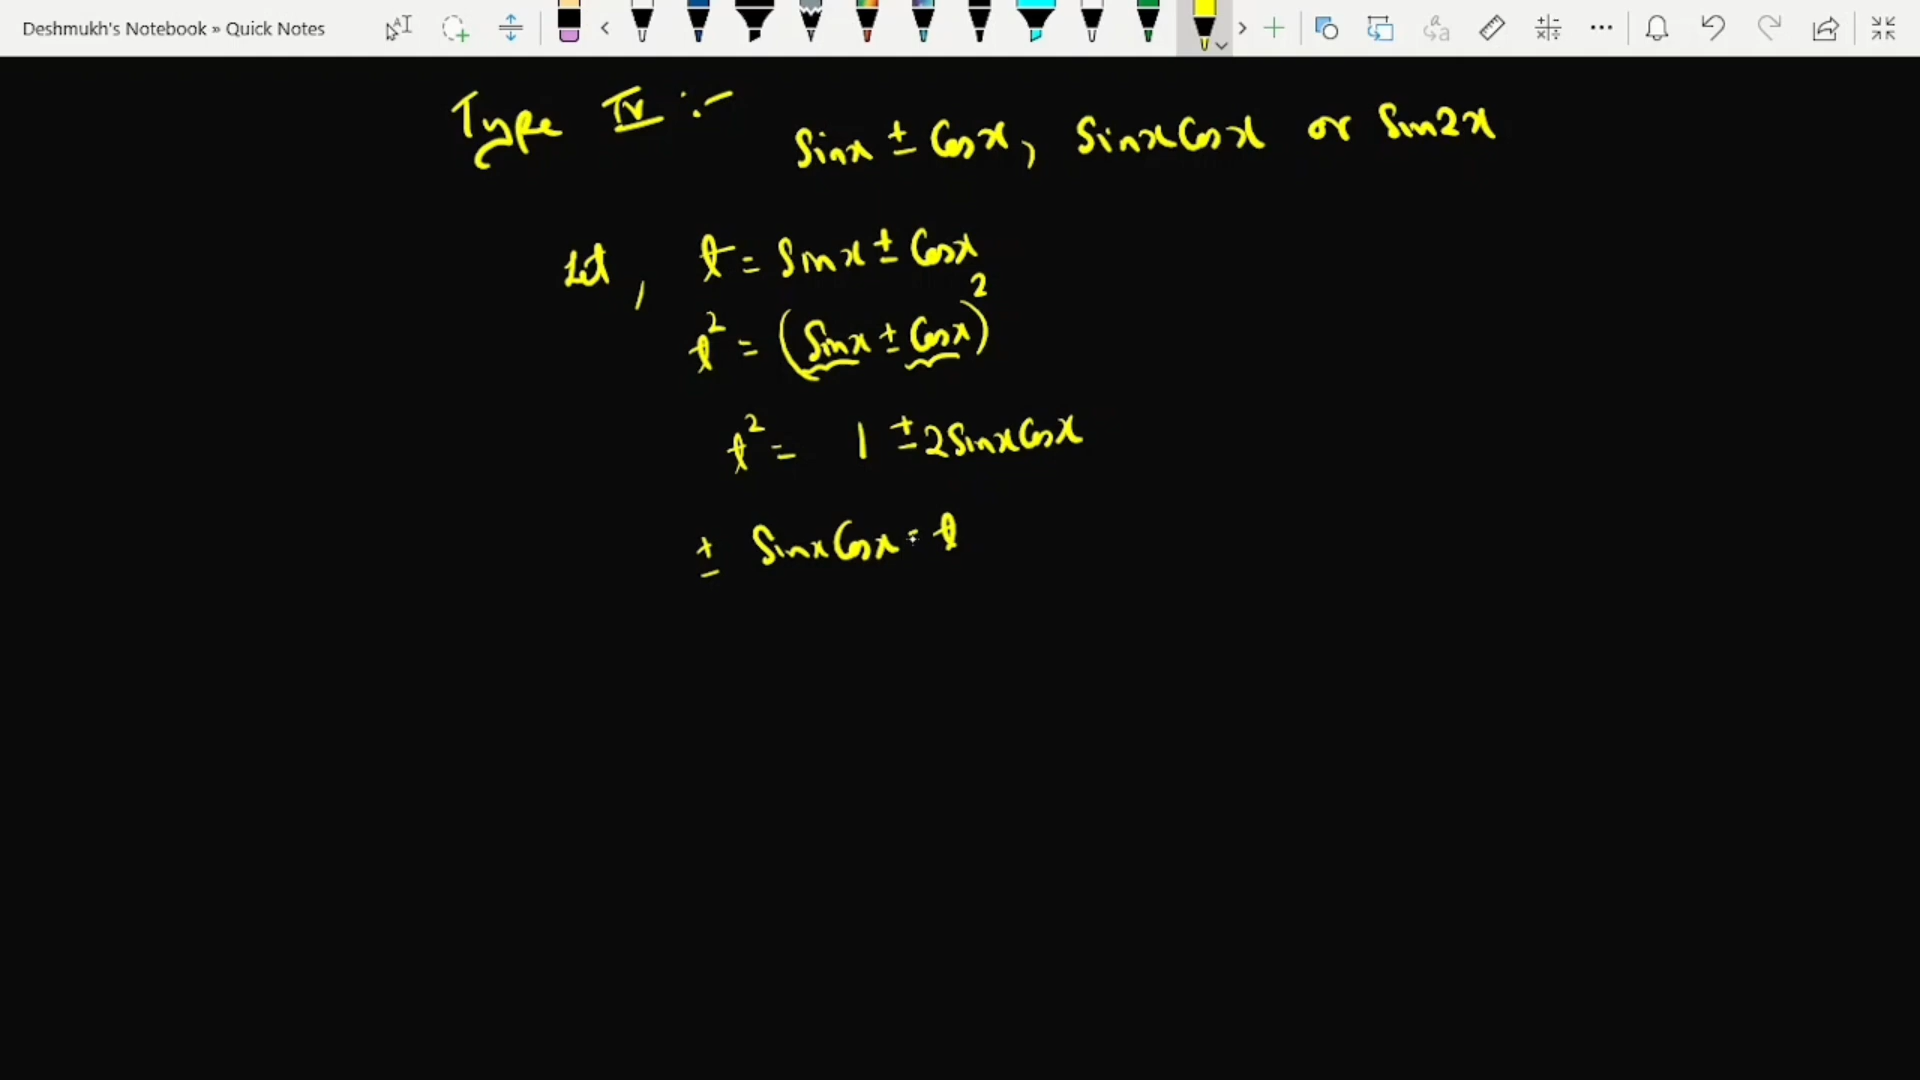 Deshmukh's Notebook » Quick Notes
Type IV :-
Sinx ± Cosx, SinxCosx or Sin2x
Let, t = Sinx ± Cosx
t² = (Sinx ± Cosx)²
t² = 1 ± 2SinxCosx
± SinxCosx = t